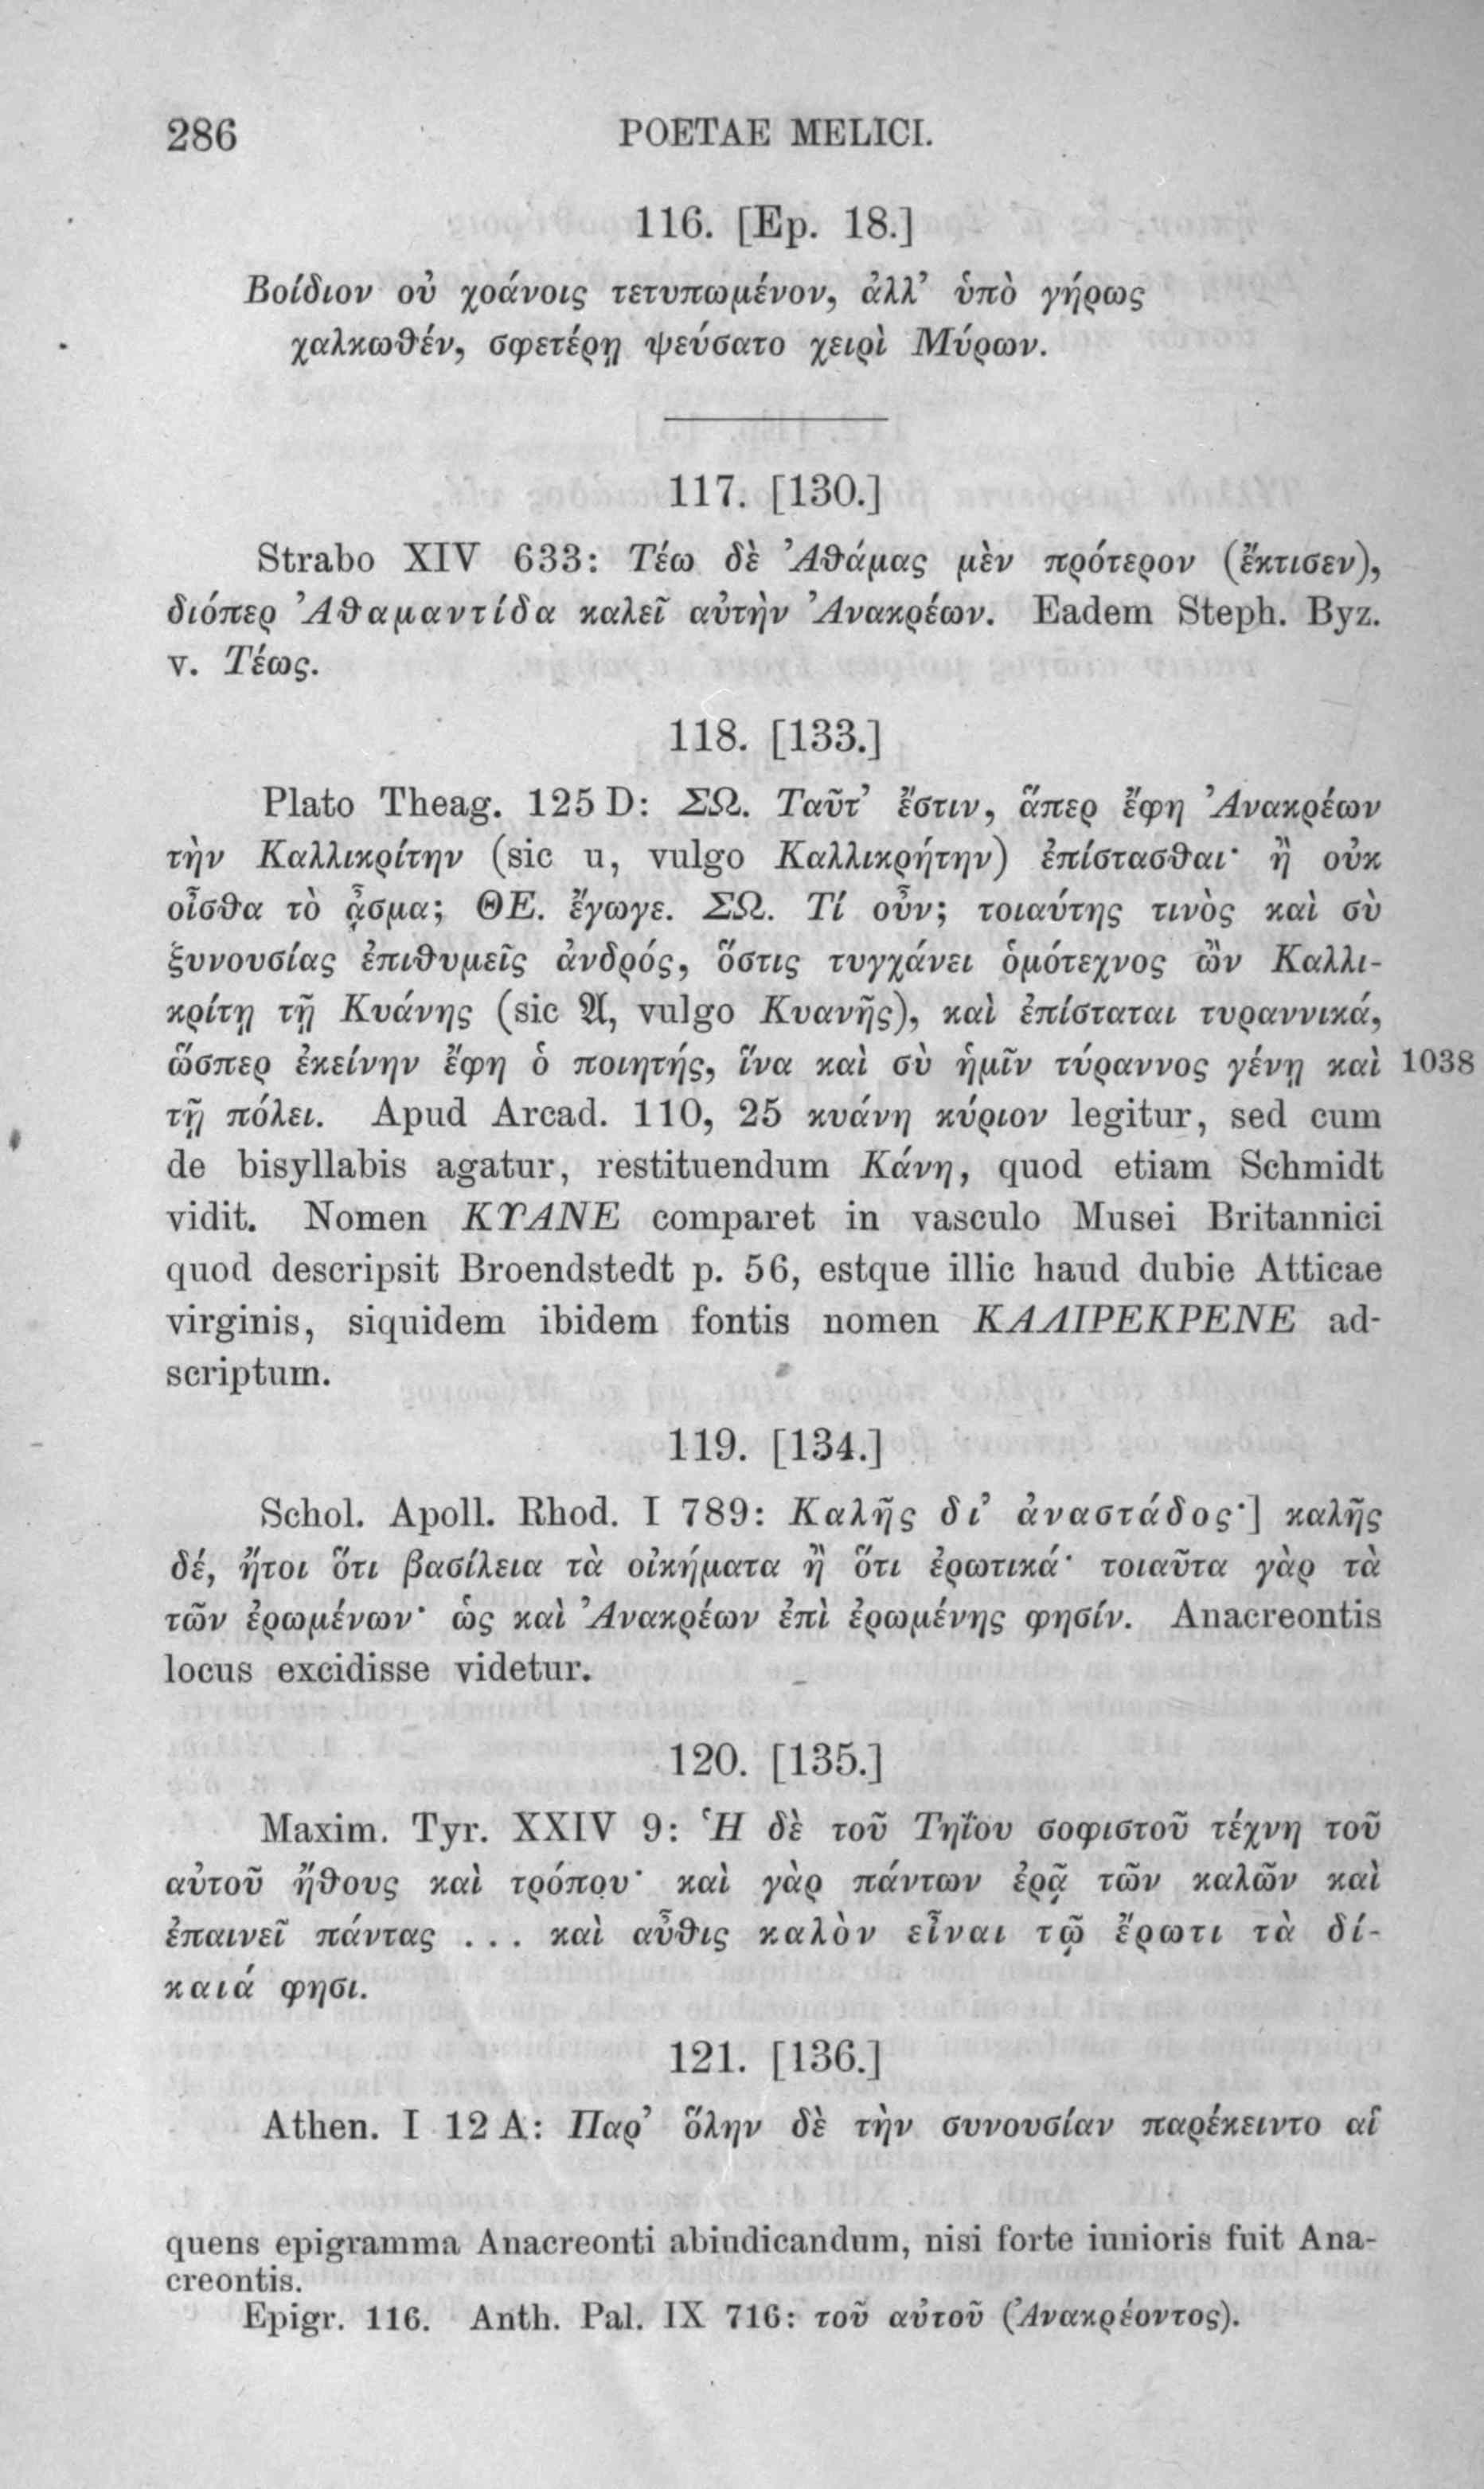 286 POETAE MELICI.
116. [Ep. 18.]
Βοίδιον οὐ χοάνοις τετυπωμένον, ἀλλ’ ὑπὸ γήρως
χαλκωθέν, σφετέρῃ ψεύσατο χειρὶ Μύρων.
117. [130.]
Strabo XIV 633: Τέω δὲ Ἀθάμας μὲν πρότερον (ἔκτισεν),
διόπερ Ἀθαμαντίδα καλεῖ αὐτὴν Ἀνακρέων. Eadem Steph. Byz.
v. Τέως.
118. [133.]
Plato Theag. 125 D: ΣΩ. Ταῦτ’ ἔστιν, ἅπερ ἔφη Ἀνακρέων
τὴν Καλλικρίτην (sic u, vulgo Καλλικρήτην) ἐπίστασθαι· ἢ οὐκ
οἶσθα τὸ ᾆσμα; ΘΕ. ἔγωγε. ΣΩ. Τί οὖν; τοιαύτης τινὸς καὶ σὺ
ξυνουσίας ἐπιθυμεῖς ἀνδρός, ὅστις τυγχάνει ὁμότεχνος ὢν Καλλι-
κρίτῃ τῇ Κυάνης (sic 𝔄, vulgo Κυανῆς), καὶ ἐπίσταται τυραννικά,
ὥσπερ ἐκείνην ἔφη ὁ ποιητής, ἵνα καὶ σὺ ἡμῖν τύραννος γένῃ καὶ 1038
τῇ πόλει. Apud Arcad. 110, 25 κυάνη κύριον legitur, sed cum
de bisyllabis agatur, restituendum Κάνη, quod etiam Schmidt
vidit. Nomen ΚΥΑΝΕ comparet in vasculo Musei Britannici
quod descripsit Broendstedt p. 56, estque illic haud dubie Atticae
virginis, siquidem ibidem fontis nomen ΚΑΛΙΡΕΚΡΕΝΕ ad-
scriptum.
119. [134.]
Schol. Apoll. Rhod. I 789: Καλῆς δι’ ἀναστάδος·] καλῆς
δέ, ἤτοι ὅτι βασίλεια τὰ οἰκήματα ἢ ὅτι ἐρωτικά· τοιαῦτα γὰρ τὰ
τῶν ἐρωμένων· ὡς καὶ Ἀνακρέων ἐπὶ ἐρωμένης φησίν. Anacreontis
locus excidisse videtur.
120. [135.]
Maxim. Tyr. XXIV 9: Ἡ δὲ τοῦ Τηΐου σοφιστοῦ τέχνη τοῦ
αὐτοῦ ἤθους καὶ τρόπου· καὶ γὰρ πάντων ἐρᾷ τῶν καλῶν καὶ
ἐπαινεῖ πάντας ... καὶ αὖθις καλὸν εἶναι τῷ ἔρωτι τὰ δί-
καιά φησι.
121. [136.]
Athen. I 12 A: Παρ’ ὅλην δὲ τὴν συνουσίαν παρέκειντο αἱ
quens epigramma Anacreonti abiudicandum, nisi forte iunioris fuit Ana-
creontis.
Epigr. 116. Anth. Pal. IX 716: τοῦ αὐτοῦ (Ἀνακρέοντος).